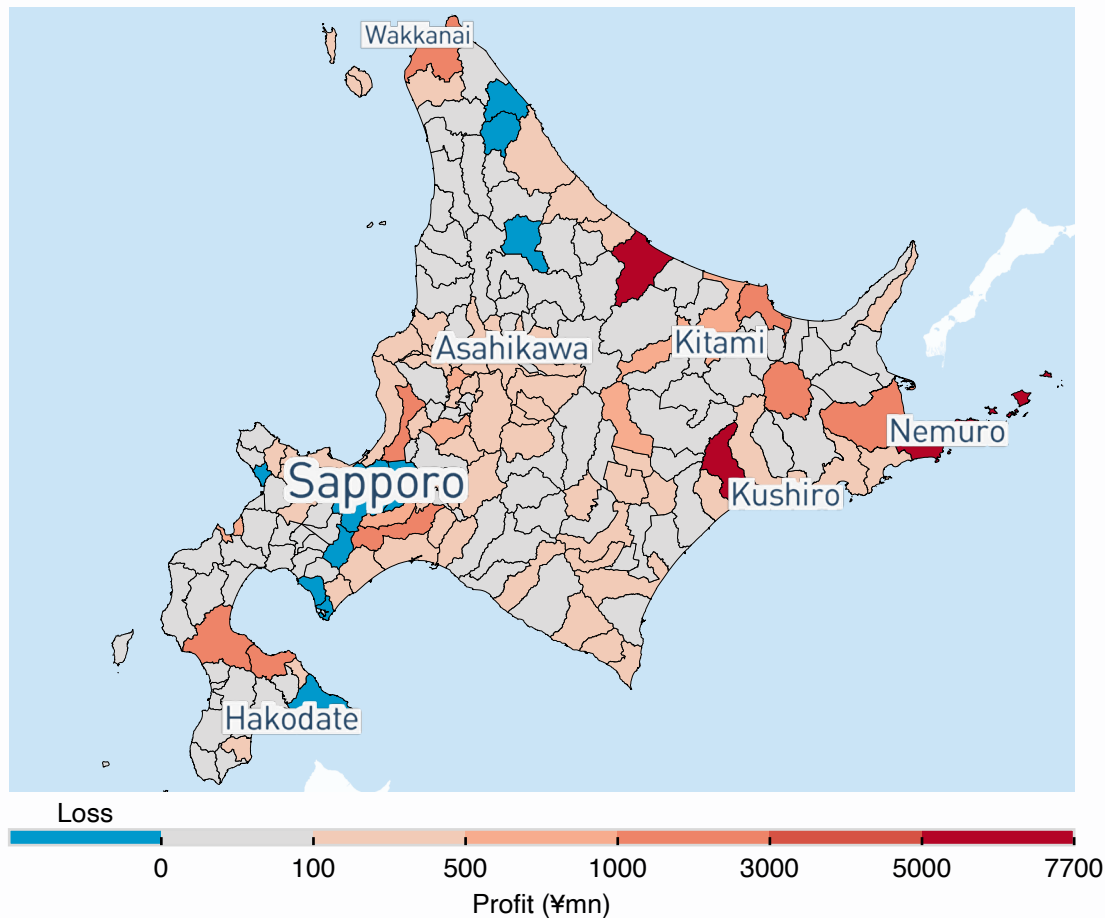 Wakkanai
Asahikawa
Kitami
Nemuro
Sapporo
Kushiro
Hakodate
Loss
0 100 500 1000 3000 5000 7700
Profit (¥mn)